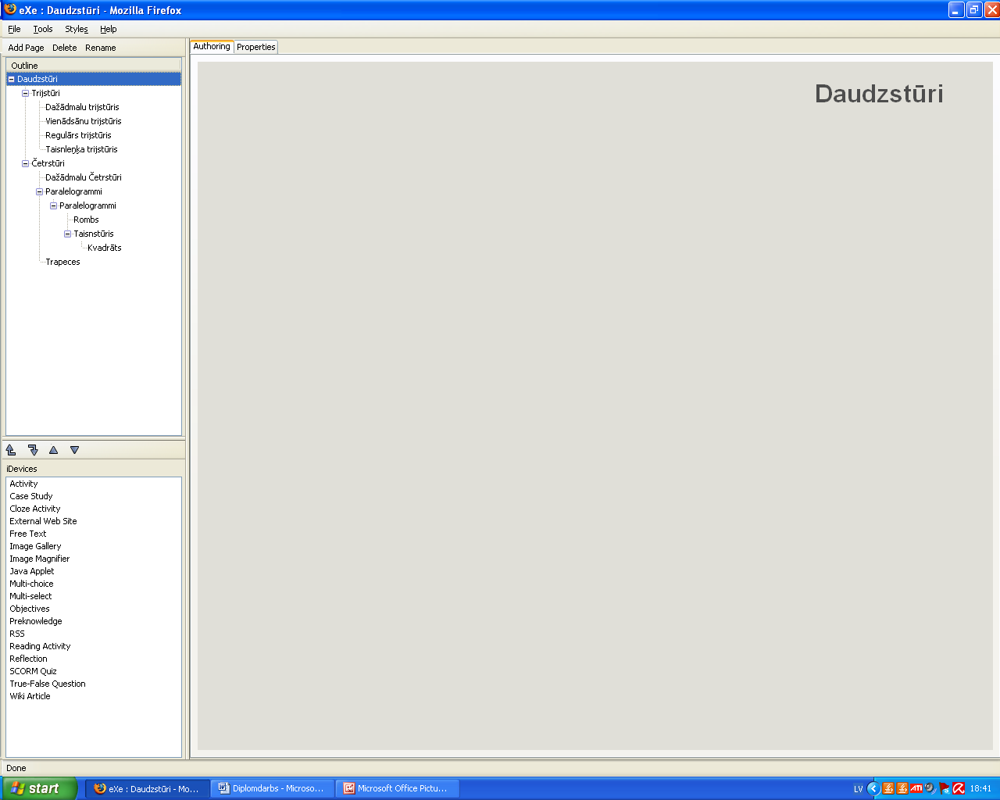 eXe : Daudzstūri - Mozilla Firefox
File Tools Styles Help
Add Page Delete Rename
Authoring Properties
Outline
Daudzstūri
Trijstūri
Dažādmalu trijstūris
Vienādsānu trijstūris
Regulārs trijstūris
Taisnleņķa trijstūris
Četrstūri
Dažādmalu Četrstūri
Paralelogrammi
Paralelogrammi
Rombs
Taisnstūris
Kvadrāts
Trapeces
Daudzstūri
iDevices
Activity
Case Study
Cloze Activity
External Web Site
Free Text
Image Gallery
Image Magnifier
Java Applet
Multi-choice
Multi-select
Objectives
Preknowledge
RSS
Reading Activity
Reflection
SCORM Quiz
True-False Question
Wiki Article
Done
start eXe : Daudzstūri - Mo... Diplomdarbs - Microso... Microsoft Office Pictu... LV ATI 18:41